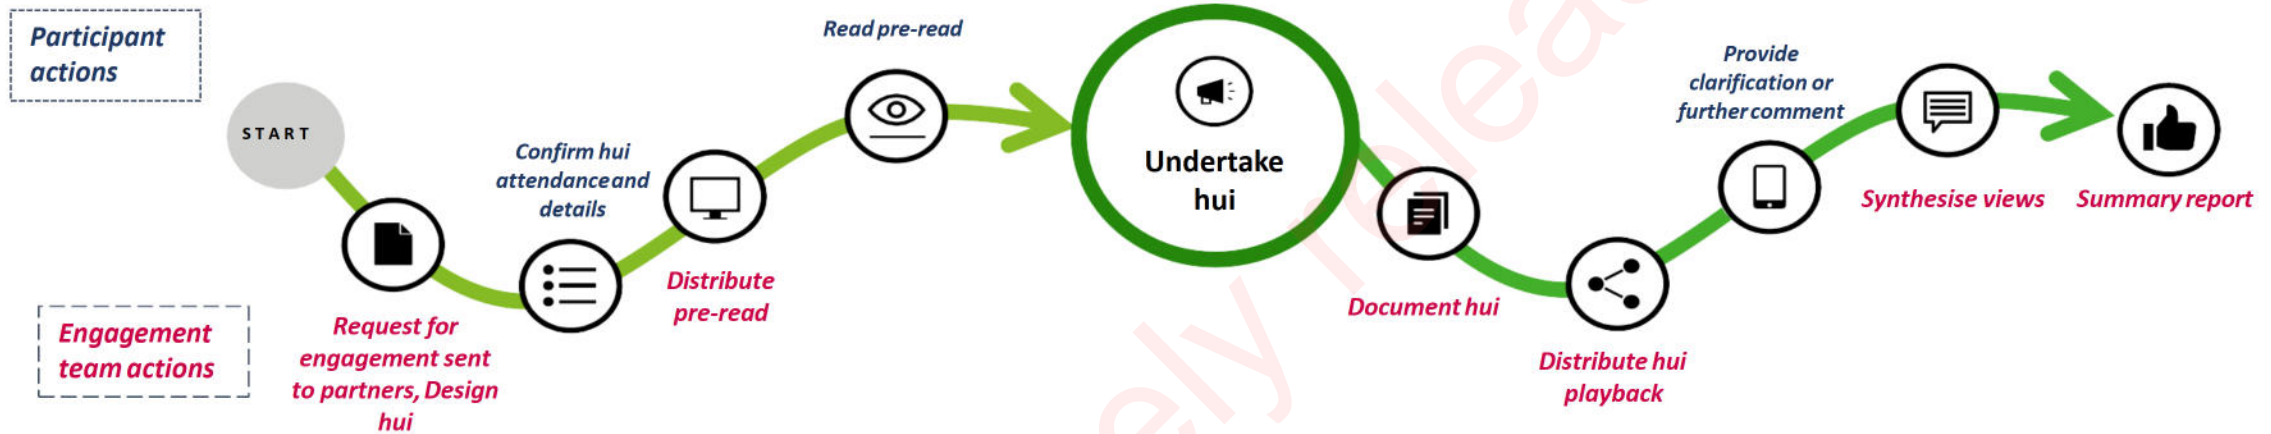 Participant
actions
START
Engagement
team actions
Request for
engagement sent
to partners, Design
hui
Confirm hui
attendance and
details
Distribute
pre-read
Read pre-read
Undertake
hui
Document hui
Distribute hui
playback
Provide
clarification or
further comment
Synthesise views
Summary report
ely relea